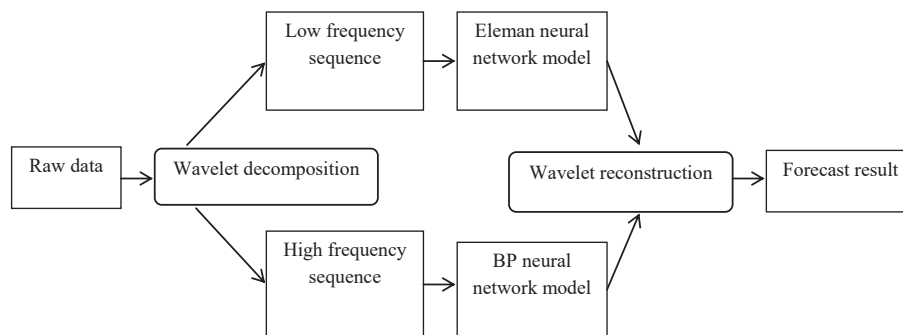 Low frequency
sequence
Eleman neural
network model
Raw data
Wavelet decomposition
Wavelet reconstruction
Forecast result
High frequency
sequence
BP neural
network model